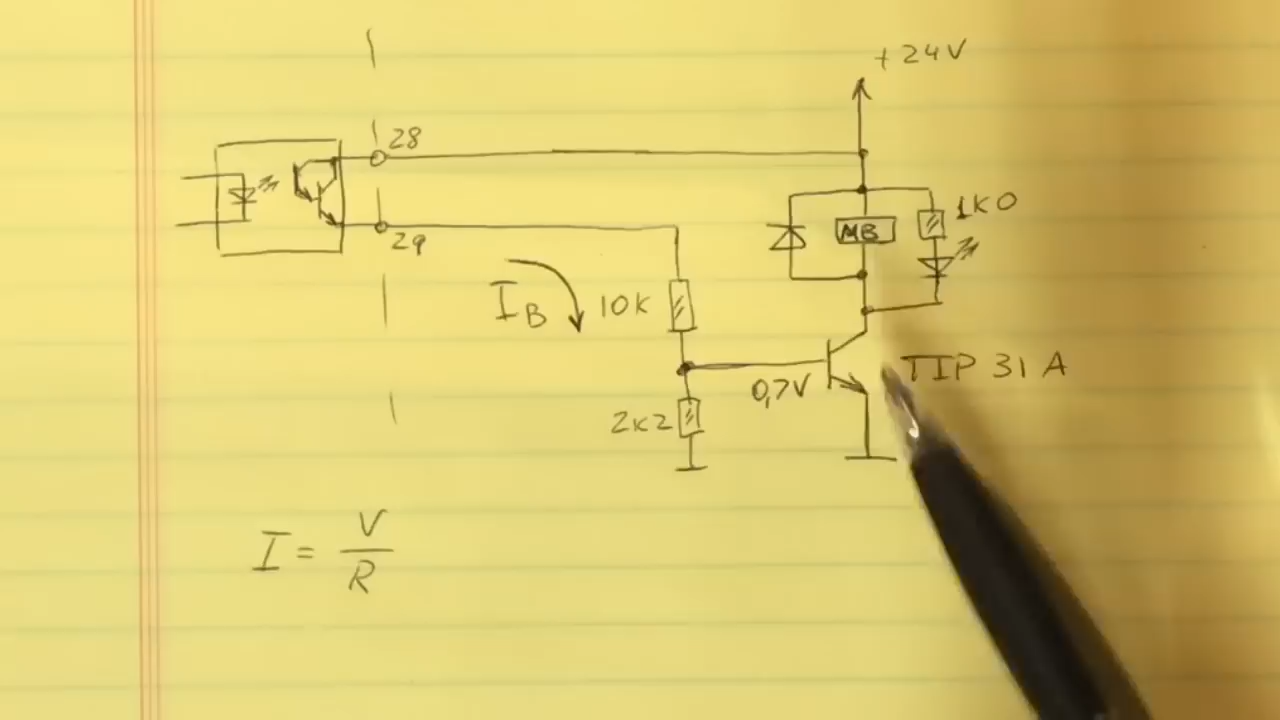 +24V
28
1K0
MB
29
IB
10K
TIP 31 A
0,7V
2K2
I = V
R